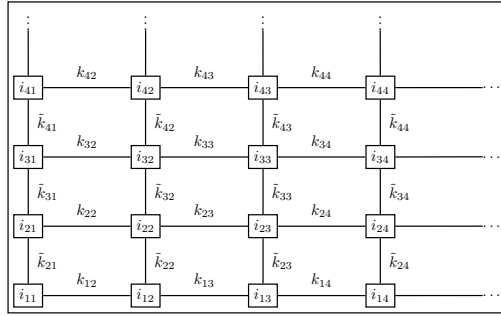 ⋮ ⋮ ⋮ ⋮
k₄₂ k₄₃ k₄₄
i₄₁ i₄₂ i₄₃ i₄₄ ⋯
k̃₄₁ k̃₄₂ k̃₄₃ k̃₄₄
k₃₂ k₃₃ k₃₄
i₃₁ i₃₂ i₃₃ i₃₄ ⋯
k̃₃₁ k̃₃₂ k̃₃₃ k̃₃₄
k₂₂ k₂₃ k₂₄
i₂₁ i₂₂ i₂₃ i₂₄ ⋯
k̃₂₁ k̃₂₂ k̃₂₃ k̃₂₄
k₁₂ k₁₃ k₁₄
i₁₁ i₁₂ i₁₃ i₁₄ ⋯